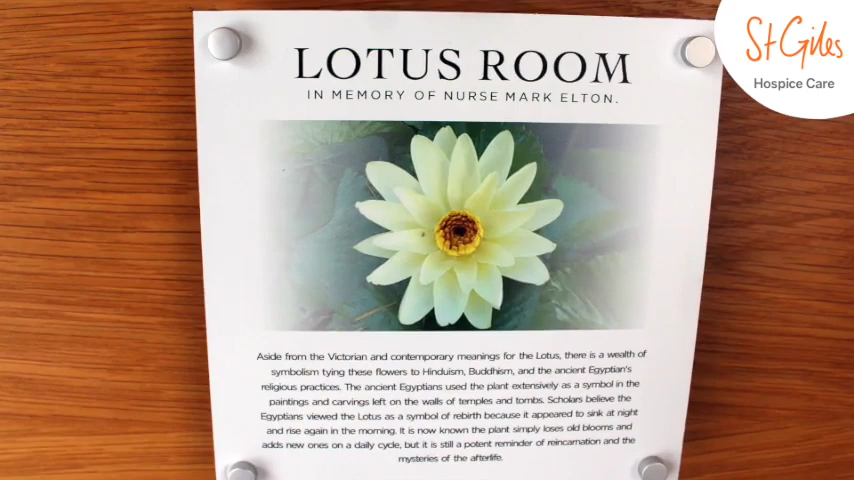 St Giles
Hospice Care
LOTUS ROOM
IN MEMORY OF NURSE MARK ELTON.
Aside from the Victorian and contemporary meanings for the Lotus, there is a wealth of
symbolism tying these flowers to Hinduism, Buddhism, and the ancient Egyptian's
religious practices. The ancient Egyptians used the plant extensively as a symbol in the
paintings and carvings left on the walls of temples and tombs. Scholars believe the
Egyptians viewed the Lotus as a symbol of rebirth because it appeared to sink at night
and rise again in the morning. It is now known the plant simply loses old blooms and
adds new ones on a daily cycle, but it is still a potent reminder of reincarnation and the
mysteries of the afterlife.